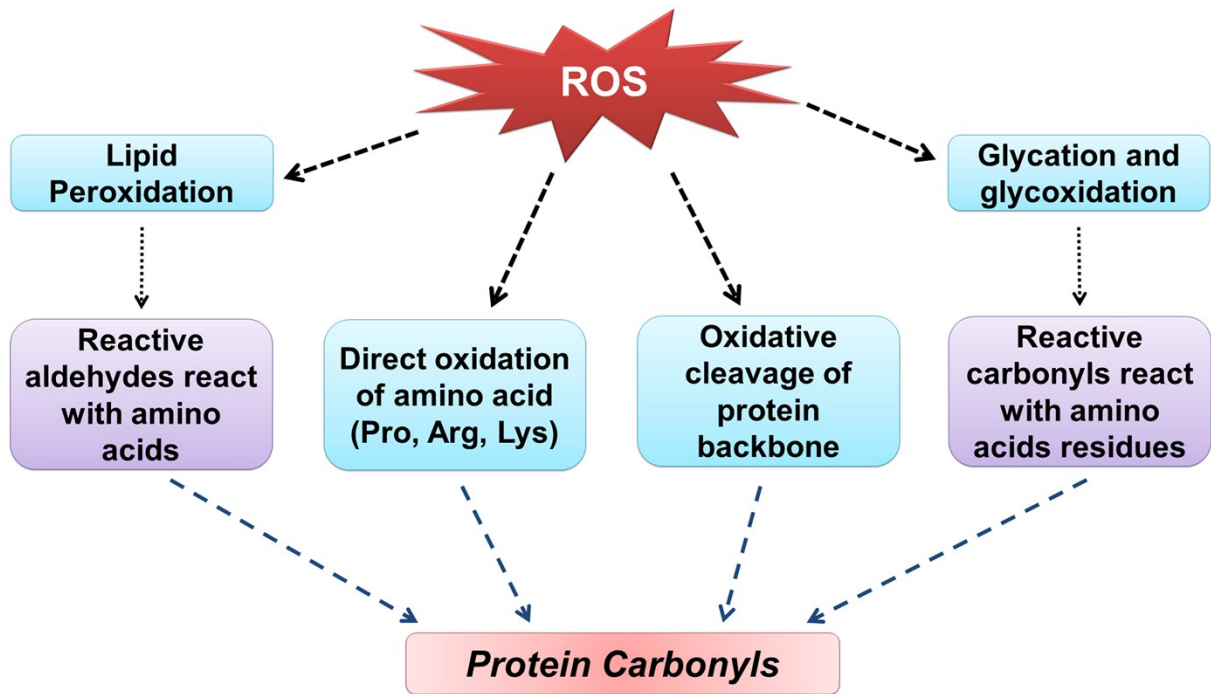 ROS
Lipid
Peroxidation
Glycation and
glycoxidation
Reactive
aldehydes react
with amino
acids
Direct oxidation
of amino acid
(Pro, Arg, Lys)
Oxidative
cleavage of
protein
backbone
Reactive
carbonyls react
with amino
acids residues
Protein Carbonyls